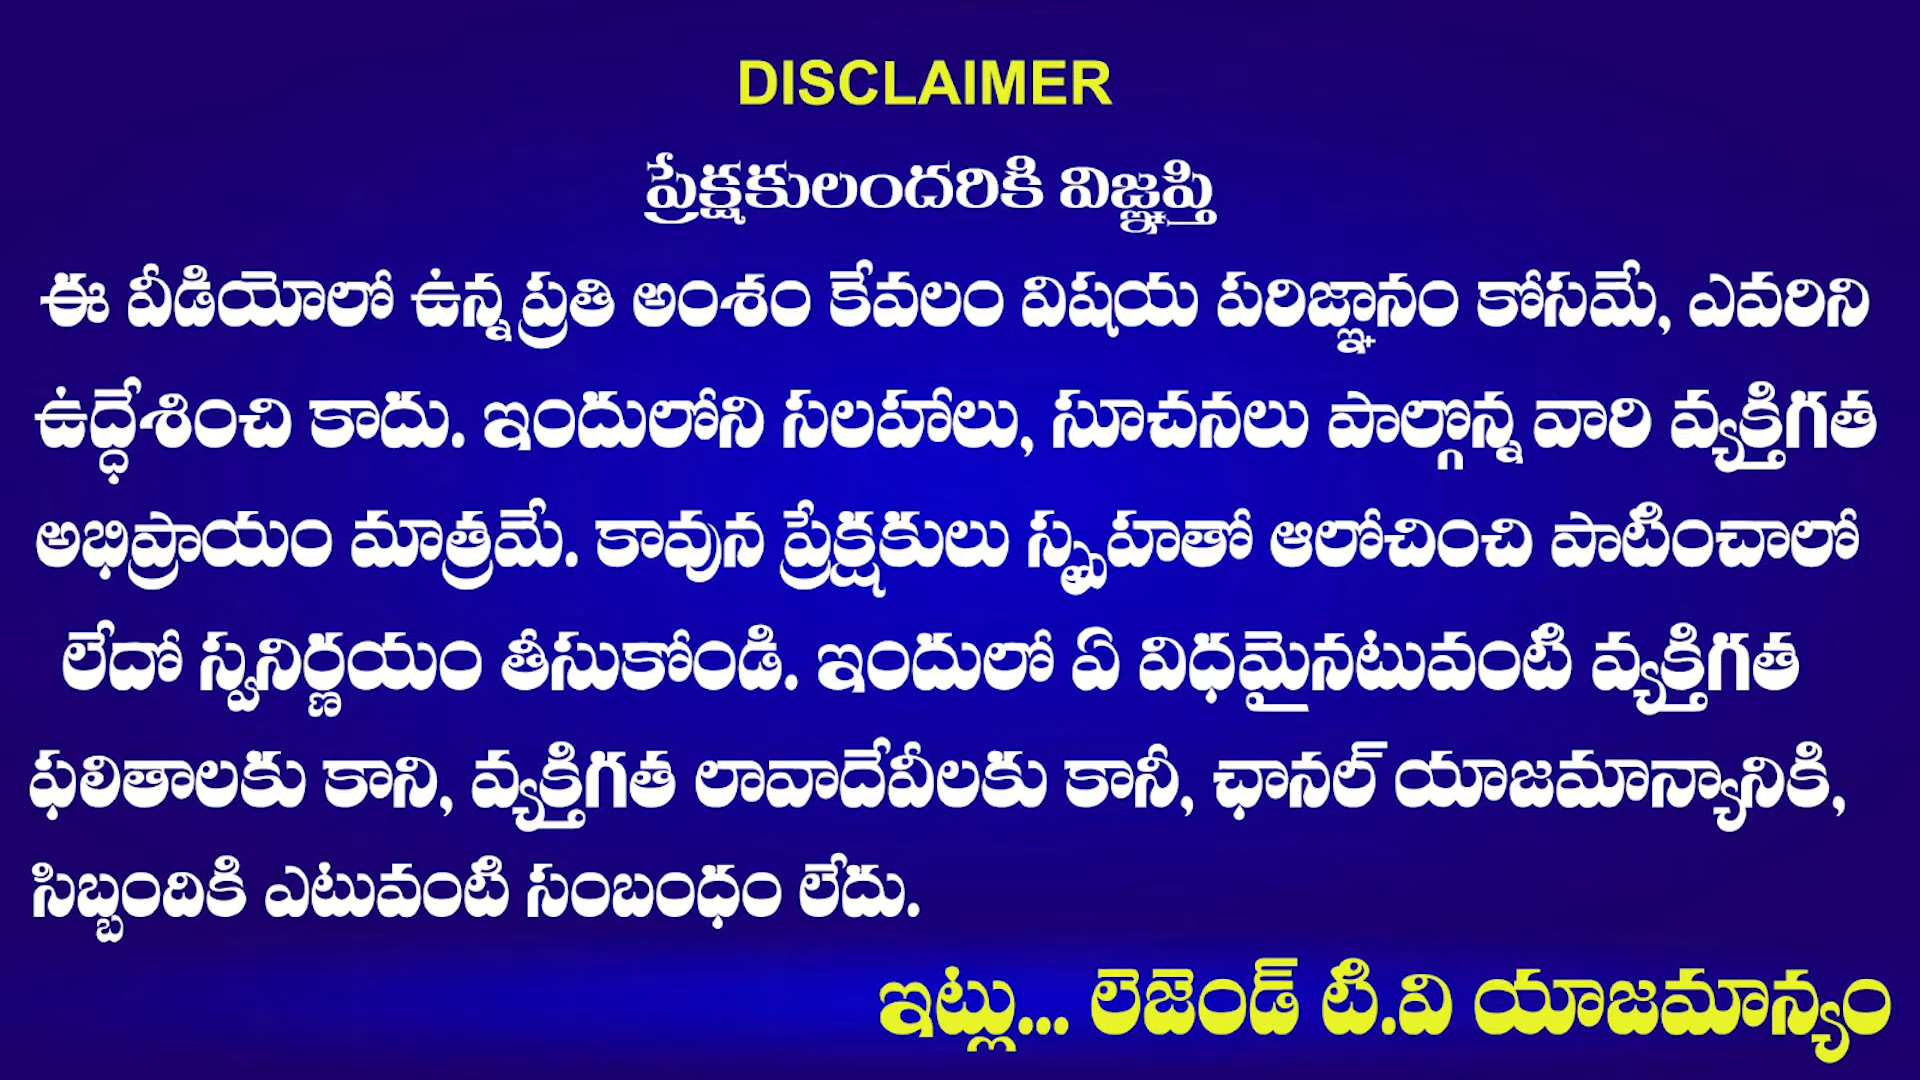 DISCLAIMER
ప్రేక్షకులందరికి విజ్ఞప్తి
ఈ వీడియోలో ఉన్న ప్రతి అంశం కేవలం విషయ పరిజ్ఞానం కోసమే, ఎవరిని
ఉద్ధేశించి కాదు. ఇందులోని సలహాలు, సూచనలు పాల్గొన్న వారి వ్యక్తిగత
అభిప్రాయం మాత్రమే. కావున ప్రేక్షకులు స్పృహతో ఆలోచించి పాటించాలో
లేదో స్వనిర్ణయం తీసుకోండి. ఇందులో ఏ విధమైనటువంటి వ్యక్తిగత
ఫలితాలకు కాని, వ్యక్తిగత లావాదేవీలకు కానీ, ఛానల్ యాజమాన్యానికి,
సిబ్బందికి ఎటువంటి సంబంధం లేదు.
ఇట్లు... లెజెండ్ టి.వి యాజమాన్యం